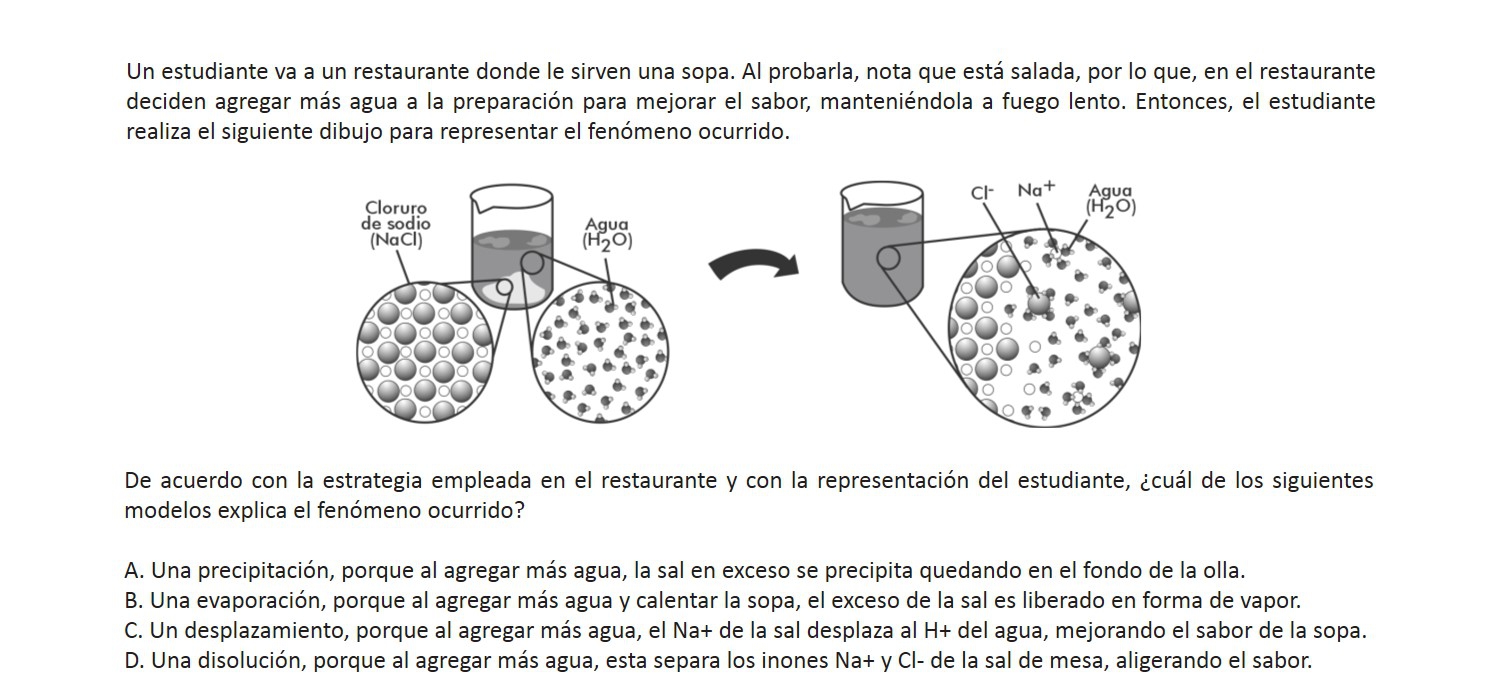 Un estudiante va a un restaurante donde le sirven una sopa. Al probarla, nota que está salada, por lo que, en el restaurante
deciden agregar más agua a la preparación para mejorar el sabor, manteniéndola a fuego lento. Entonces, el estudiante
realiza el siguiente dibujo para representar el fenómeno ocurrido.
Cloruro
de sodio
(NaCl)
Agua
(H₂O)
Cl⁻
Na⁺
Agua
(H₂O)
De acuerdo con la estrategia empleada en el restaurante y con la representación del estudiante, ¿cuál de los siguientes
modelos explica el fenómeno ocurrido?
A. Una precipitación, porque al agregar más agua, la sal en exceso se precipita quedando en el fondo de la olla.
B. Una evaporación, porque al agregar más agua y calentar la sopa, el exceso de la sal es liberado en forma de vapor.
C. Un desplazamiento, porque al agregar más agua, el Na+ de la sal desplaza al H+ del agua, mejorando el sabor de la sopa.
D. Una disolución, porque al agregar más agua, esta separa los inones Na+ y Cl- de la sal de mesa, aligerando el sabor.